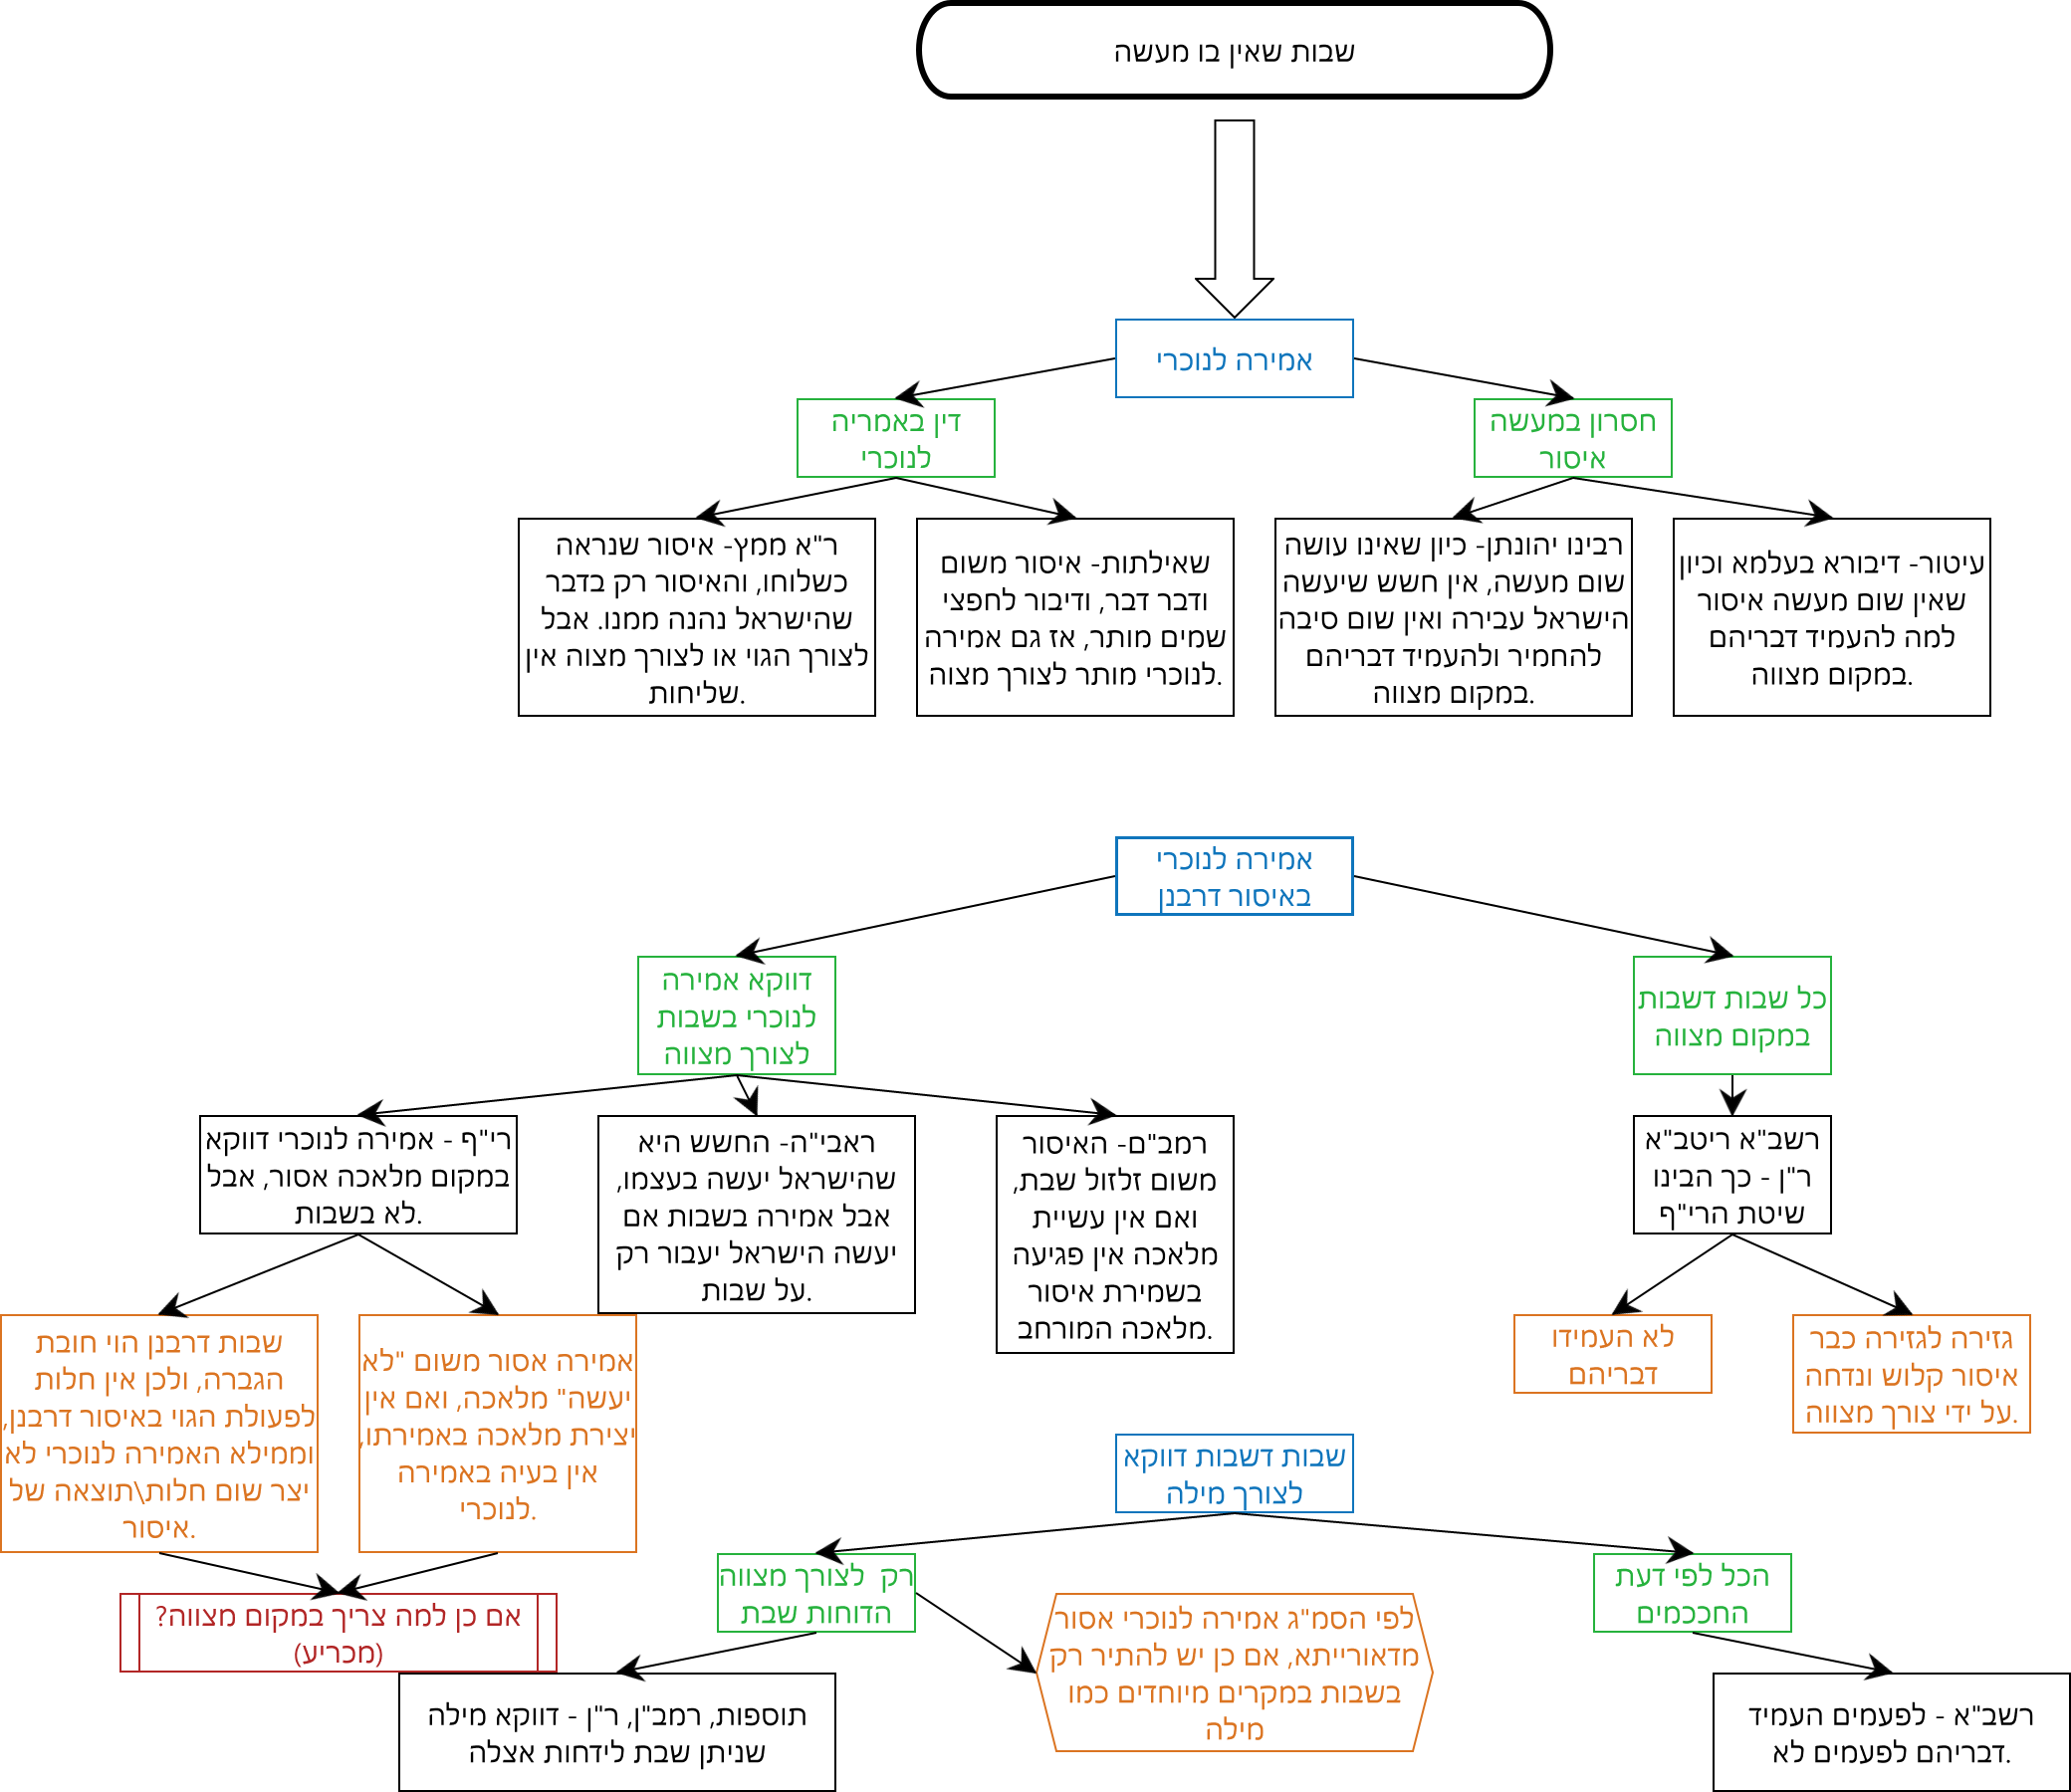 שבות שאין בו מעשה
אמירה לנוכרי
חסרון במעשה
איסור
דין באמריה
לנוכרי
עיטור- דיבורא בעלמא וכיון
שאין שום מעשה איסור
למה להעמיד דבריהם
במקום מצווה.
רבינו יהונתן- כיון שאינו עושה
שום מעשה, אין חשש שיעשה
הישראל עבירה ואין שום סיבה
להחמיר ולהעמיד דבריהם
במקום מצווה.
שאילתות- איסור משום
ודבר דבר, ודיבור לחפצי
שמים מותר, אז גם אמירה
לנוכרי מותר לצורך מצוה.
ר"א ממץ- איסור שנראה
כשלוחו, והאיסור רק בדבר
שהישראל נהנה ממנו. אבל
לצורך הגוי או לצורך מצוה אין
שליחות.
אמירה לנוכרי
באיסור דרבנן
כל שבות דשבות
במקום מצווה
דווקא אמירה
לנוכרי בשבות
לצורך מצווה
רשב"א ריטב"א
ר"ן - כך הבינו
שיטת הרי"ף
רמב"ם- האיסור
משום זלזול שבת,
ואם אין עשיית
מלאכה אין פגיעה
בשמירת איסור
מלאכה המורחב.
ראבי"ה- החשש היא
שהישראל יעשה בעצמו,
אבל אמירה בשבות אם
יעשה הישראל יעבור רק
על שבות.
רי"ף - אמירה לנוכרי דווקא
במקום מלאכה אסור, אבל
לא בשבות.
גזירה לגזירה כבר
איסור קלוש ונדחה
על ידי צורך מצווה.
לא העמידו
דבריהם
אמירה אסור משום "לא
יעשה" מלאכה, ואם אין
יצירת מלאכה באמירתו,
אין בעיה באמירה
לנוכרי.
שבות דרבנן הוי חובת
הגברה, ולכן אין חלות
לפעולת הגוי באיסור דרבנן,
וממילא האמירה לנוכרי לא
יצר שום חלות\תוצאה של
איסור.
אם כן למה צריך במקום מצווה?
(מכריע)
שבות דשבות דווקא
לצורך מילה
הכל לפי דעת
החככמים
רק  לצורך מצווה
הדוחות שבת
לפי הסמ"ג אמירה לנוכרי אסור
מדאורייתא, אם כן יש להתיר רק
בשבות במקרים מיוחדים כמו
מילה
רשב"א - לפעמים העמיד
דבריהם לפעמים לא.
תוספות, רמב"ן, ר"ן - דווקא מילה
שניתן שבת לידחות אצלה